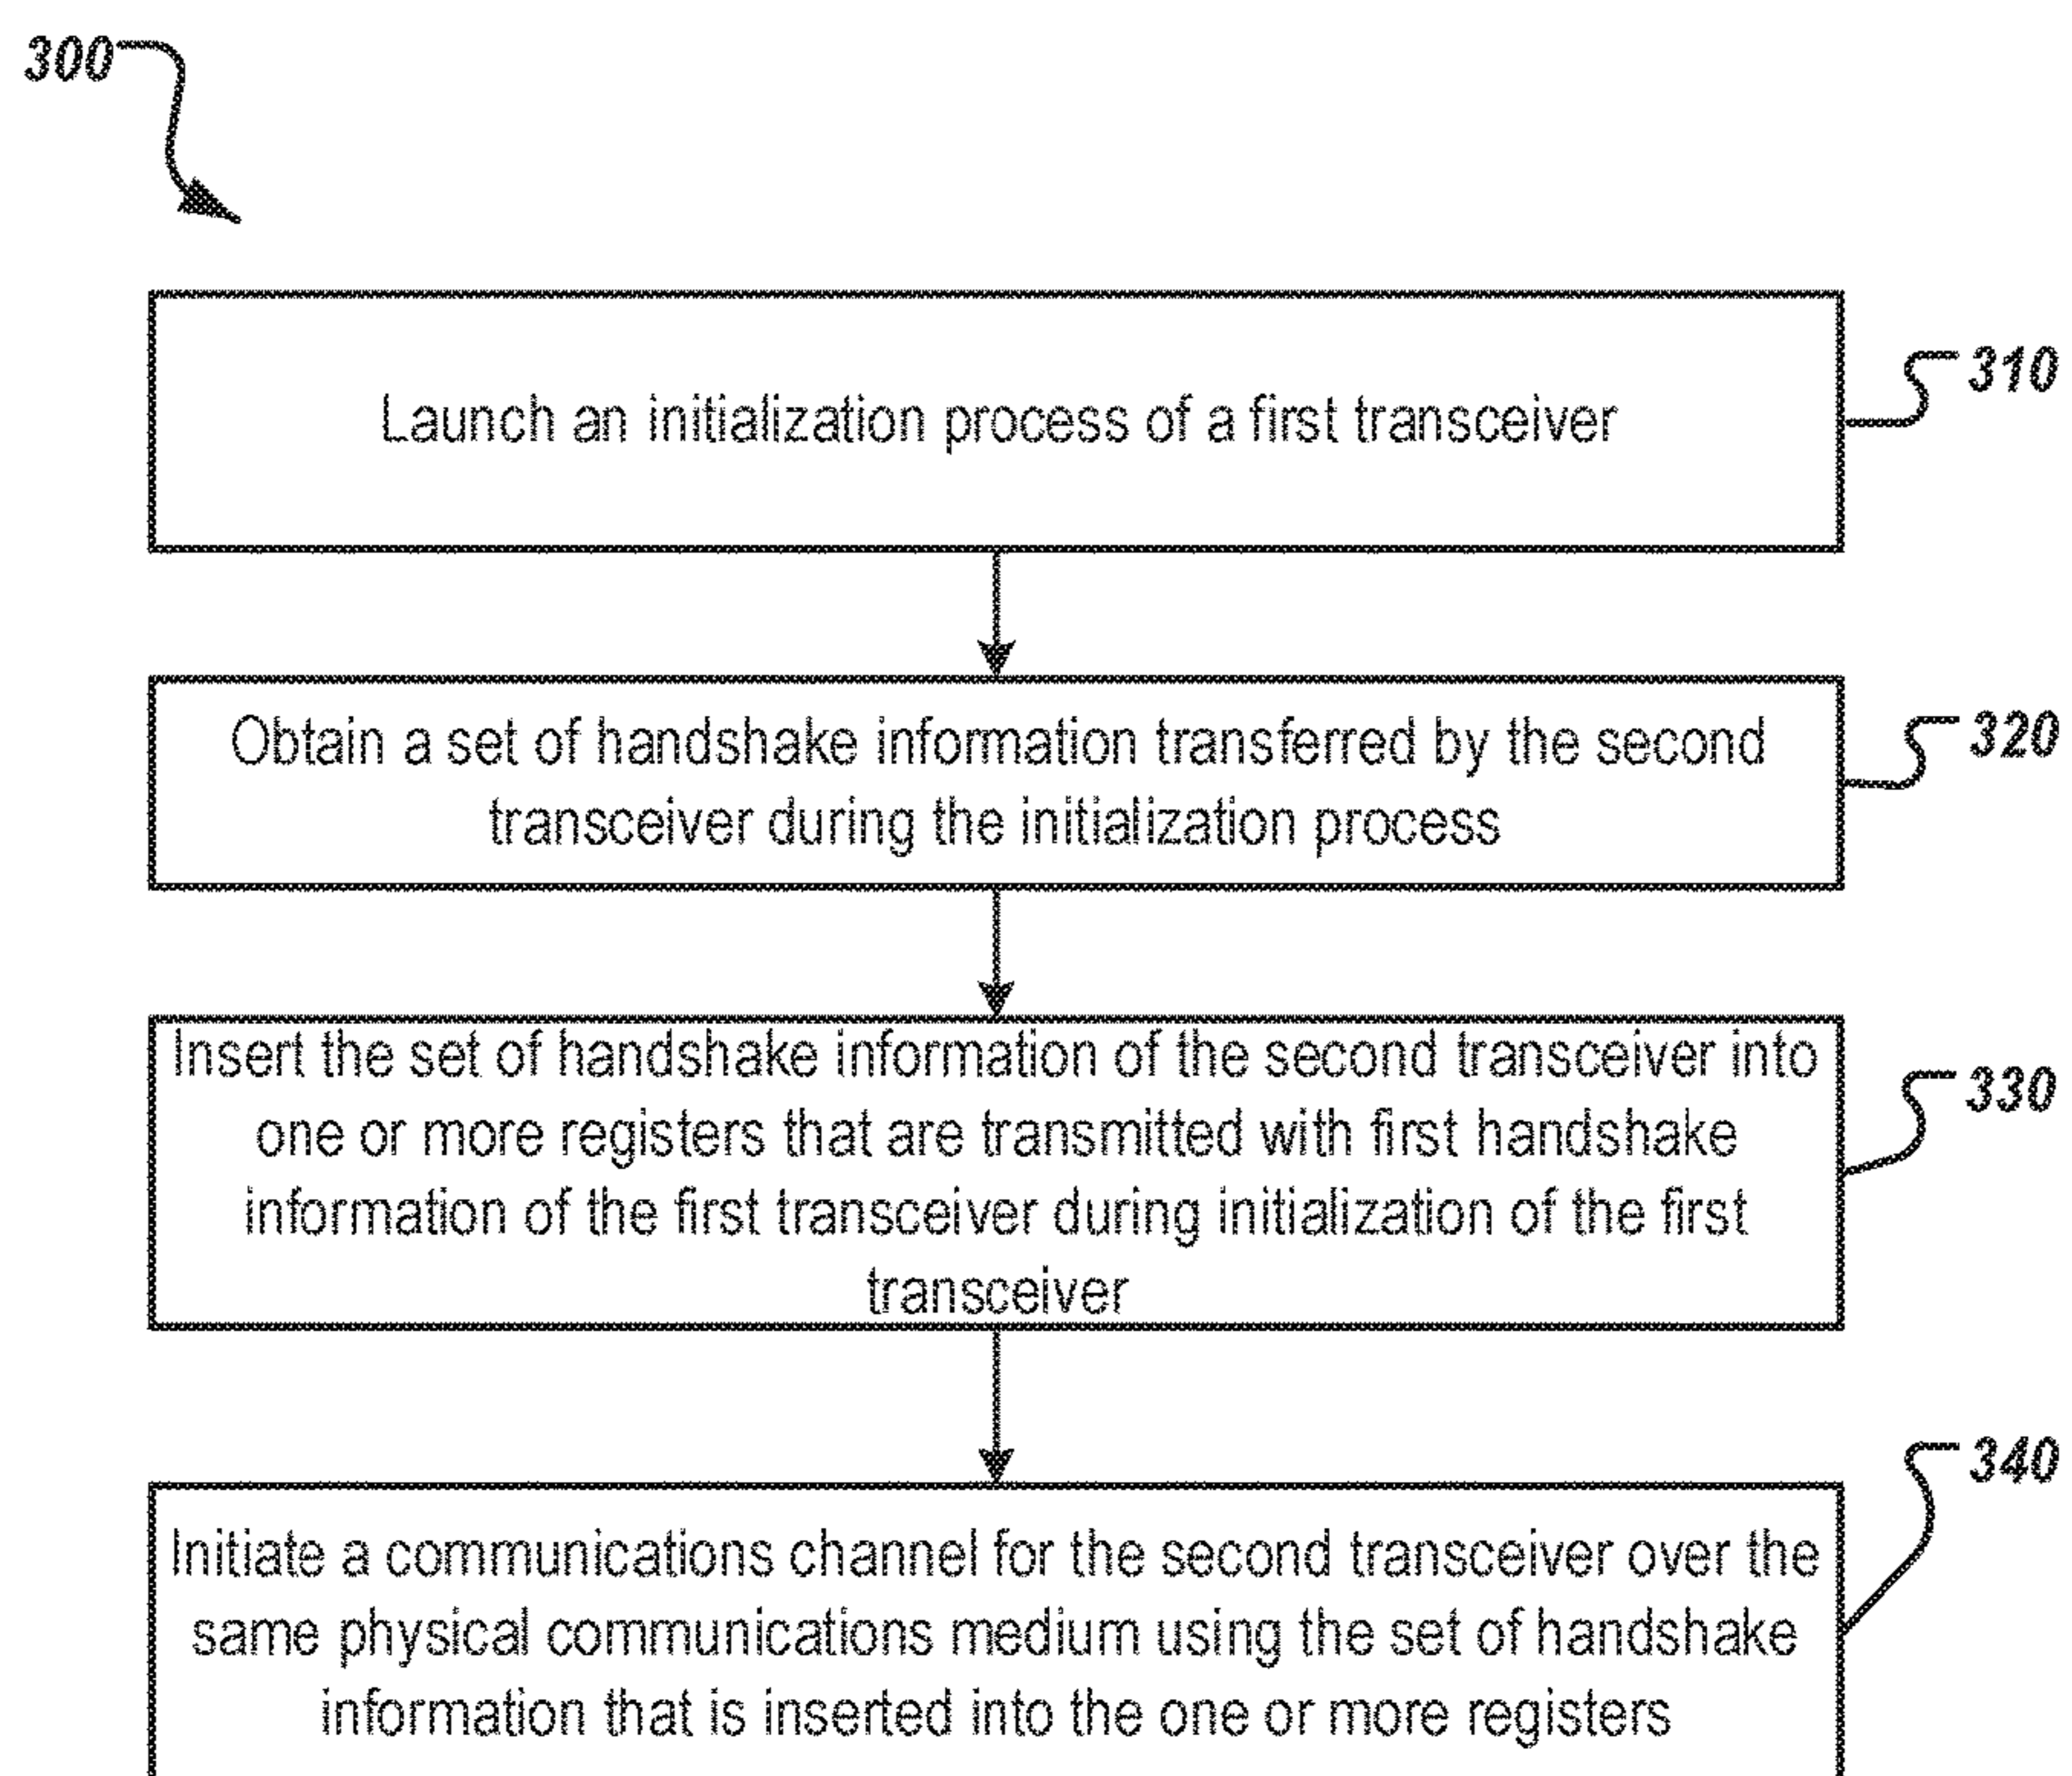 300
Launch an initialization process of a first transceiver
310
Obtain a set of handshake information transferred by the second
transceiver during the initialization process
320
Insert the set of handshake information of the second transceiver into
one or more registers that are transmitted with first handshake
information of the first transceiver during initialization of the first
transceiver
330
Initiate a communications channel for the second transceiver over the
same physical communications medium using the set of handshake
information that is inserted into the one or more registers
340